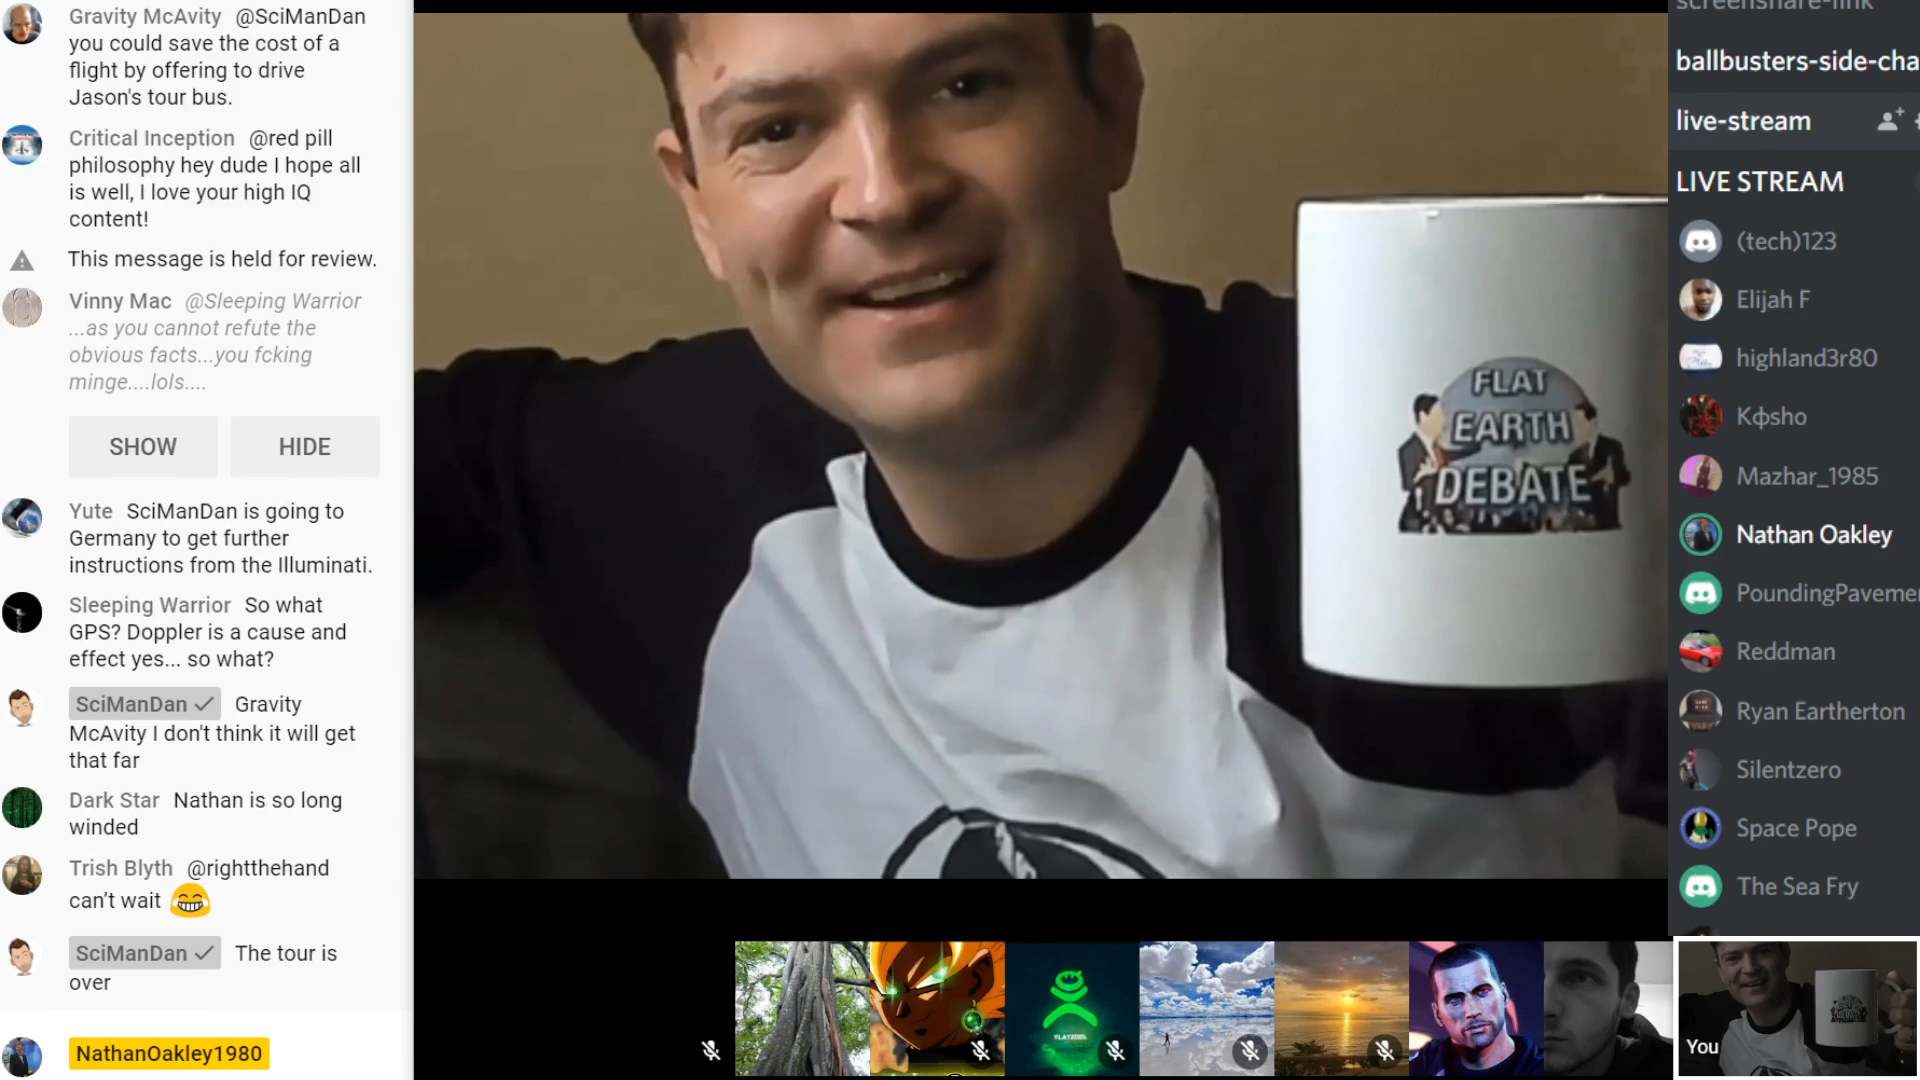 Gravity McAvity @SciManDan
you could save the cost of a
flight by offering to drive
Jason's tour bus.
Critical Inception @red pill
philosophy hey dude I hope all
is well, I love your high IQ
content!
This message is held for review.
Vinny Mac @Sleeping Warrior
...as you cannot refute the
obvious facts...you fcking
minge....lols....
SHOW HIDE
Yute SciManDan is going to
Germany to get further
instructions from the Illuminati.
Sleeping Warrior So what
GPS? Doppler is a cause and
effect yes... so what?
SciManDan Gravity
McAvity I don't think it will get
that far
Dark Star Nathan is so long
winded
Trish Blyth @rightthehand
can't wait
SciManDan The tour is
over
NathanOakley1980
FLAT
EARTH
DEBATE
screenshare-link
ballbusters-side-cha
live-stream
LIVE STREAM
(tech)123
Elijah F
highland3r80
Kфsho
Mazhar_1985
Nathan Oakley
PoundingPaveme
Reddman
Ryan Eartherton
Silentzero
Space Pope
The Sea Fry
You